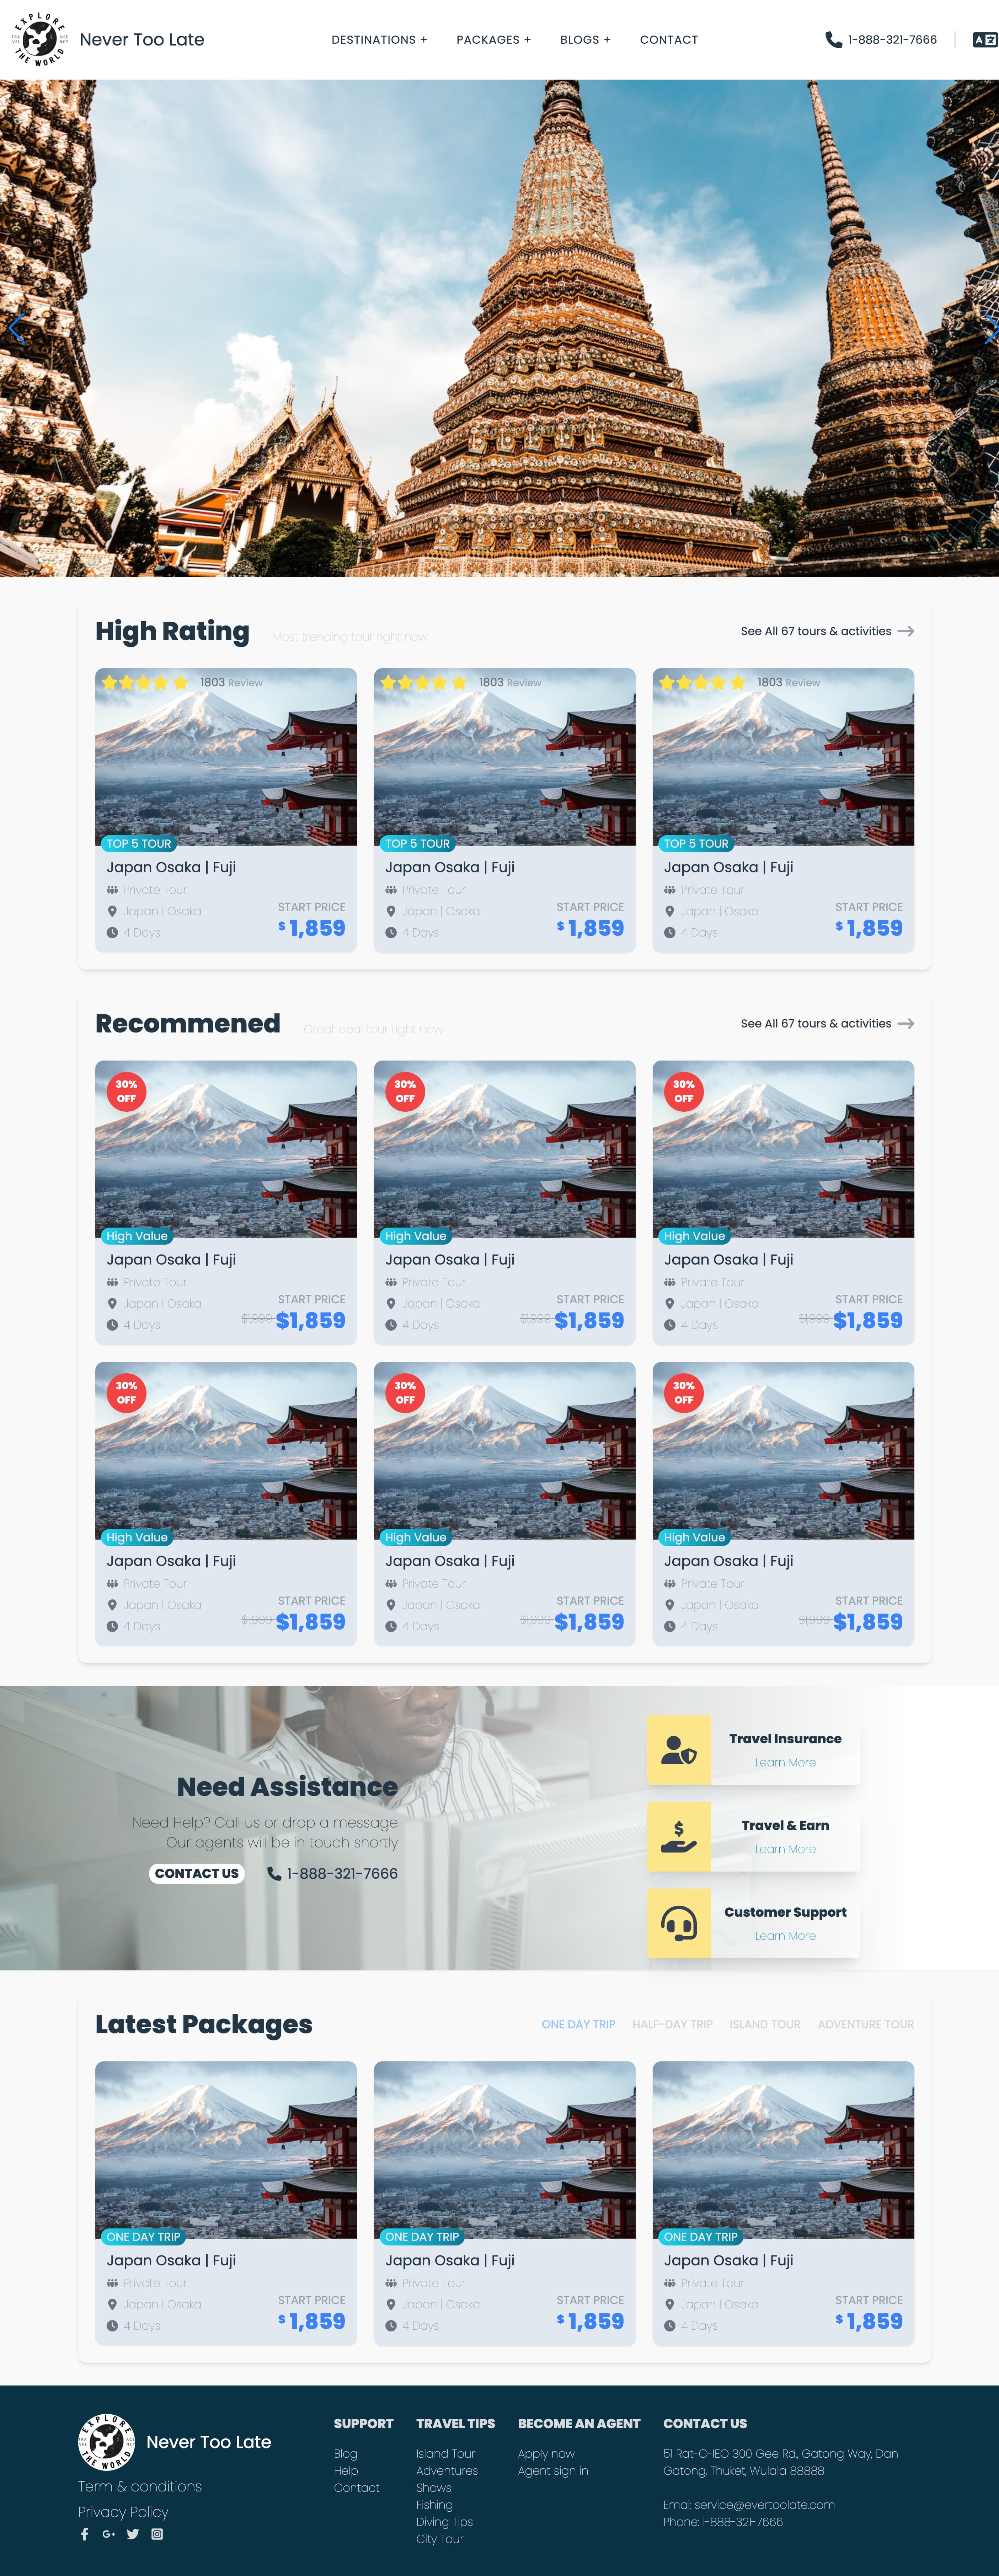 EXPLORE THE WORLD
TRAVEL AGENCY
Never Too Late
DESTINATIONS +
PACKAGES +
BLOGS +
CONTACT
1-888-321-7666
High Rating
Most trending tour right now
See All 67 tours & activities
1803 Review
1803 Review
1803 Review
TOP 5 TOUR
TOP 5 TOUR
TOP 5 TOUR
Japan Osaka | Fuji
Private Tour
Japan | Osaka
4 Days
START PRICE
$ 1,859
Japan Osaka | Fuji
Private Tour
Japan | Osaka
4 Days
START PRICE
$ 1,859
Japan Osaka | Fuji
Private Tour
Japan | Osaka
4 Days
START PRICE
$ 1,859
Recommened
Great deal tour right now
See All 67 tours & activities
30%
OFF
High Value
Japan Osaka | Fuji
Private Tour
Japan | Osaka
4 Days
START PRICE
$1,999 $1,859
30%
OFF
High Value
Japan Osaka | Fuji
Private Tour
Japan | Osaka
4 Days
START PRICE
$1,999 $1,859
30%
OFF
High Value
Japan Osaka | Fuji
Private Tour
Japan | Osaka
4 Days
START PRICE
$1,999 $1,859
30%
OFF
High Value
Japan Osaka | Fuji
Private Tour
Japan | Osaka
4 Days
START PRICE
$1,999 $1,859
30%
OFF
High Value
Japan Osaka | Fuji
Private Tour
Japan | Osaka
4 Days
START PRICE
$1,999 $1,859
30%
OFF
High Value
Japan Osaka | Fuji
Private Tour
Japan | Osaka
4 Days
START PRICE
$1,999 $1,859
Need Assistance
Need Help? Call us or drop a message
Our agents will be in touch shortly
CONTACT US
1-888-321-7666
Travel Insurance
Learn More
Travel & Earn
Learn More
Customer Support
Learn More
Latest Packages
ONE DAY TRIP
HALF-DAY TRIP
ISLAND TOUR
ADVENTURE TOUR
ONE DAY TRIP
Japan Osaka | Fuji
Private Tour
Japan | Osaka
4 Days
START PRICE
$ 1,859
ONE DAY TRIP
Japan Osaka | Fuji
Private Tour
Japan | Osaka
4 Days
START PRICE
$ 1,859
ONE DAY TRIP
Japan Osaka | Fuji
Private Tour
Japan | Osaka
4 Days
START PRICE
$ 1,859
EXPLORE THE WORLD
Never Too Late
Term & conditions
Privacy Policy
SUPPORT
Blog
Help
Contact
TRAVEL TIPS
Island Tour
Adventures
Shows
Fishing
Diving Tips
City Tour
BECOME AN AGENT
Apply now
Agent sign in
CONTACT US
51 Rat-C-IEO 300 Gee Rd., Gatong Way, Dan
Gatong, Thuket, Wulala 88888
Emai: service@evertoolate.com
Phone: 1-888-321-7666